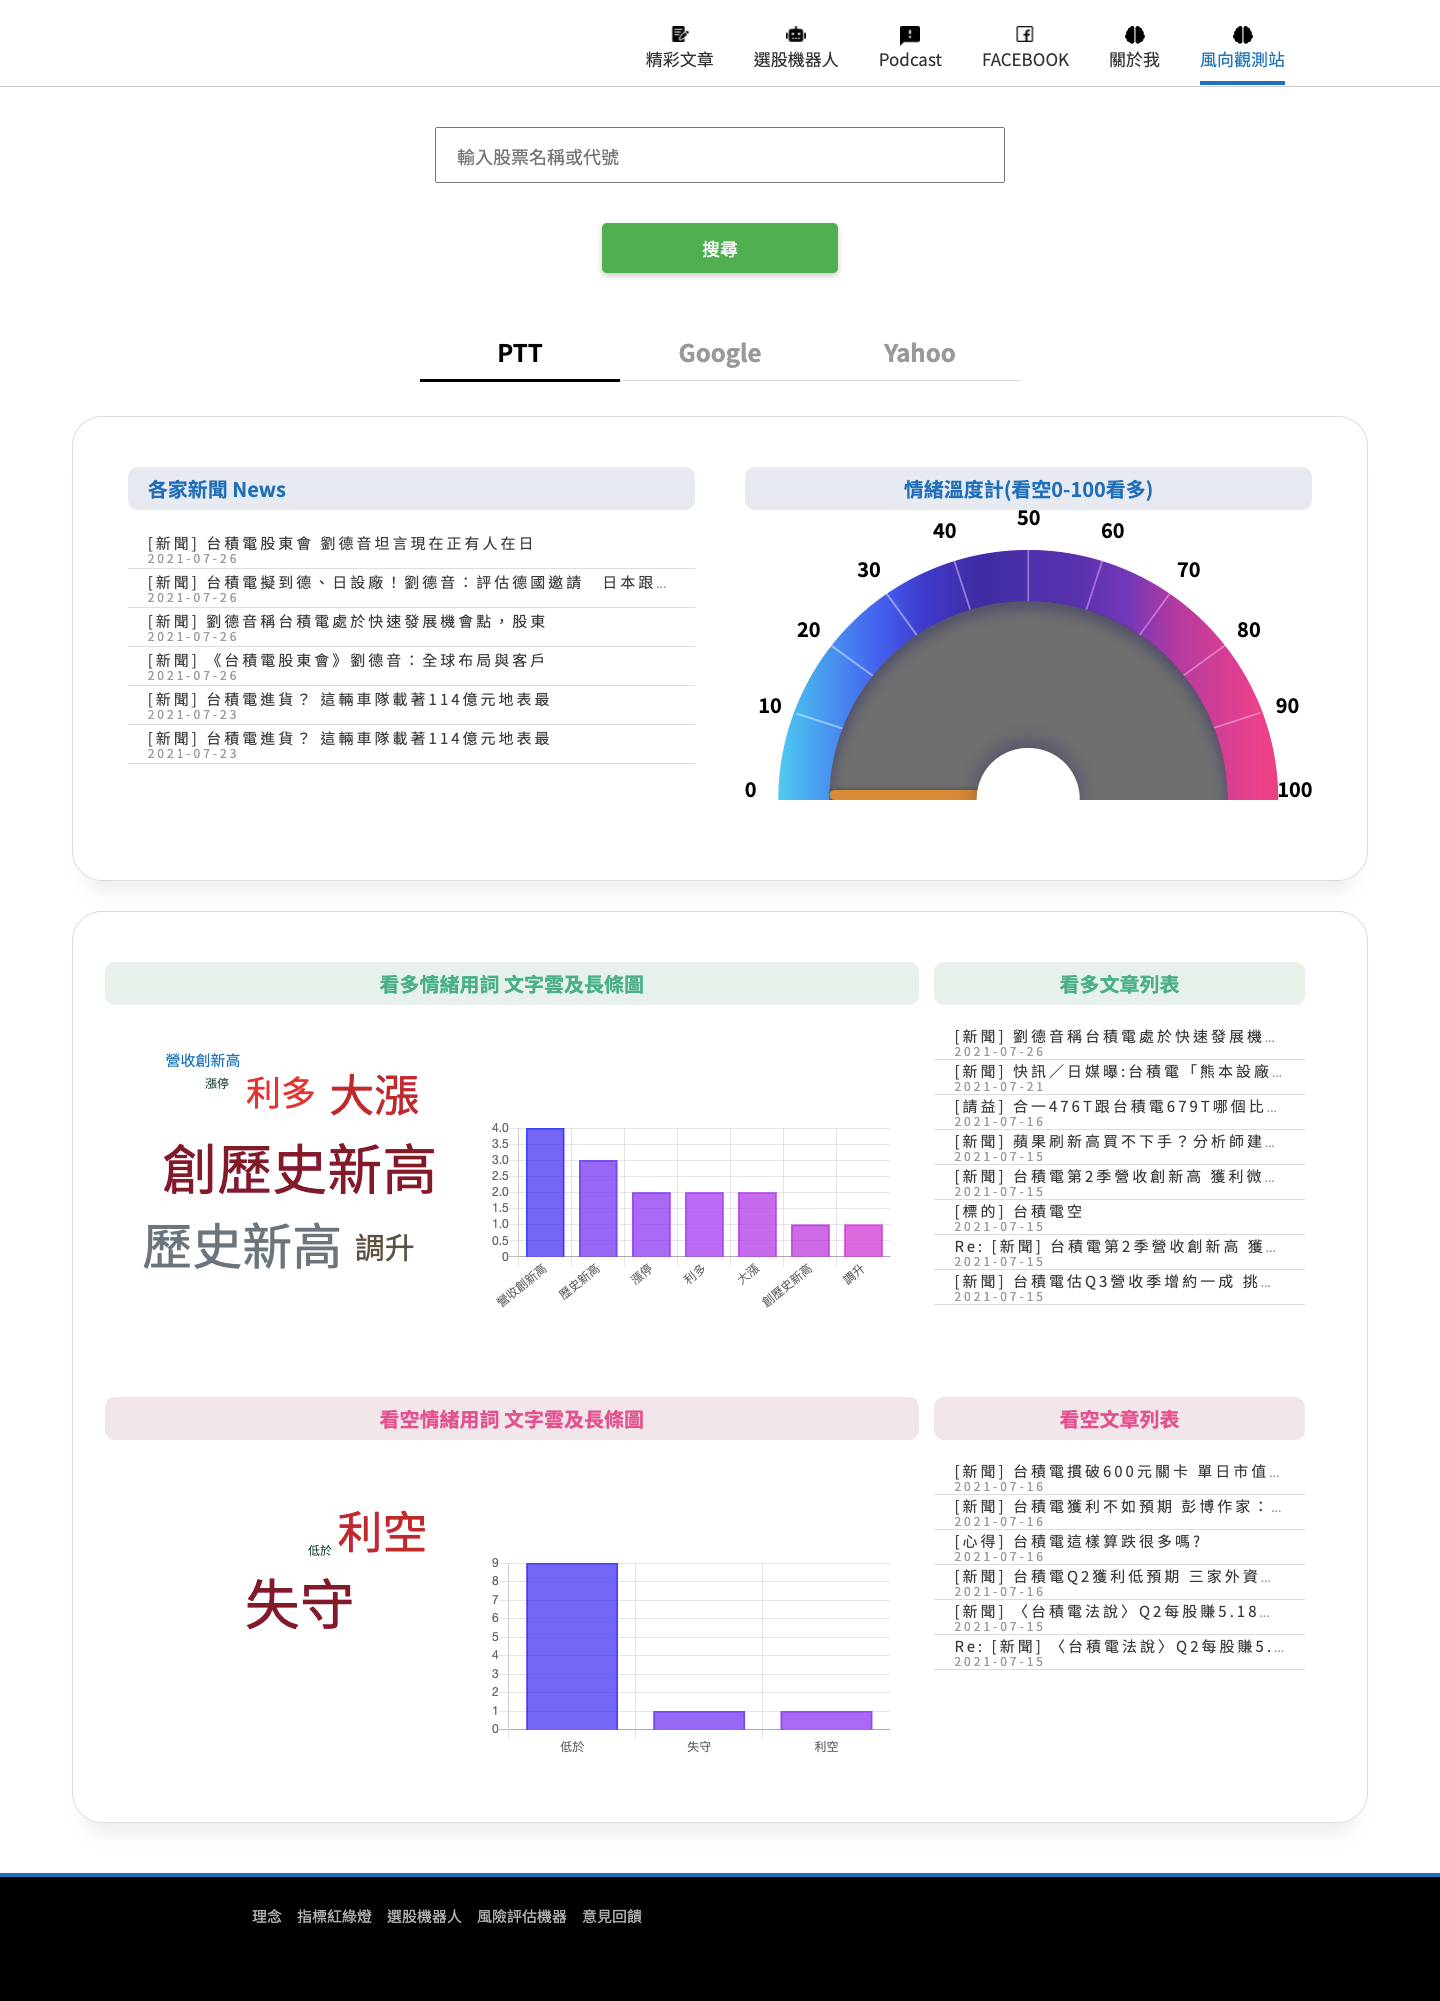 精彩文章
選股機器人
Podcast
FACEBOOK
關於我
風向觀測站
輸入股票名稱或代號
搜尋
PTT
Google
Yahoo
各家新聞 News
[新聞] 台積電股東會 劉德音坦言現在正有人在日
2021-07-26
[新聞] 台積電擬到德、日設廠！劉德音：評估德國邀請　日本跟…
2021-07-26
[新聞] 劉德音稱台積電處於快速發展機會點，股東
2021-07-26
[新聞] 《台積電股東會》劉德音：全球布局與客戶
2021-07-26
[新聞] 台積電進貨？ 這輛車隊載著114億元地表最
2021-07-23
[新聞] 台積電進貨？ 這輛車隊載著114億元地表最
2021-07-23
情緒溫度計(看空0-100看多)
0
10
20
30
40
50
60
70
80
90
100
看多情緒用詞 文字雲及長條圖
營收創新高
漲停
利多
大漲
創歷史新高
歷史新高
調升
4.0
3.5
3.0
2.5
2.0
1.5
1.0
0.5
0
營收創新高
歷史新高
漲停
利多
大漲
創歷史新高
調升
看多文章列表
[新聞] 劉德音稱台積電處於快速發展機…
2021-07-26
[新聞] 快訊／日媒曝:台積電「熊本設廠…
2021-07-21
[請益] 合一476T跟台積電679T哪個比…
2021-07-16
[新聞] 蘋果刷新高買不下手？分析師建…
2021-07-15
[新聞] 台積電第2季營收創新高 獲利微…
2021-07-15
[標的] 台積電空
2021-07-15
Re: [新聞] 台積電第2季營收創新高 獲…
2021-07-15
[新聞] 台積電估Q3營收季增約一成 挑…
2021-07-15
看空情緒用詞 文字雲及長條圖
低於
利空
失守
9
8
7
6
5
4
3
2
1
0
低於
失守
利空
看空文章列表
[新聞] 台積電摜破600元關卡 單日市值…
2021-07-16
[新聞] 台積電獲利不如預期 彭博作家：…
2021-07-16
[心得] 台積電這樣算跌很多嗎?
2021-07-16
[新聞] 台積電Q2獲利低預期 三家外資…
2021-07-16
[新聞] 〈台積電法說〉Q2每股賺5.18…
2021-07-15
Re: [新聞] 〈台積電法說〉Q2每股賺5.…
2021-07-15
理念 指標紅綠燈 選股機器人 風險評估機器 意見回饋